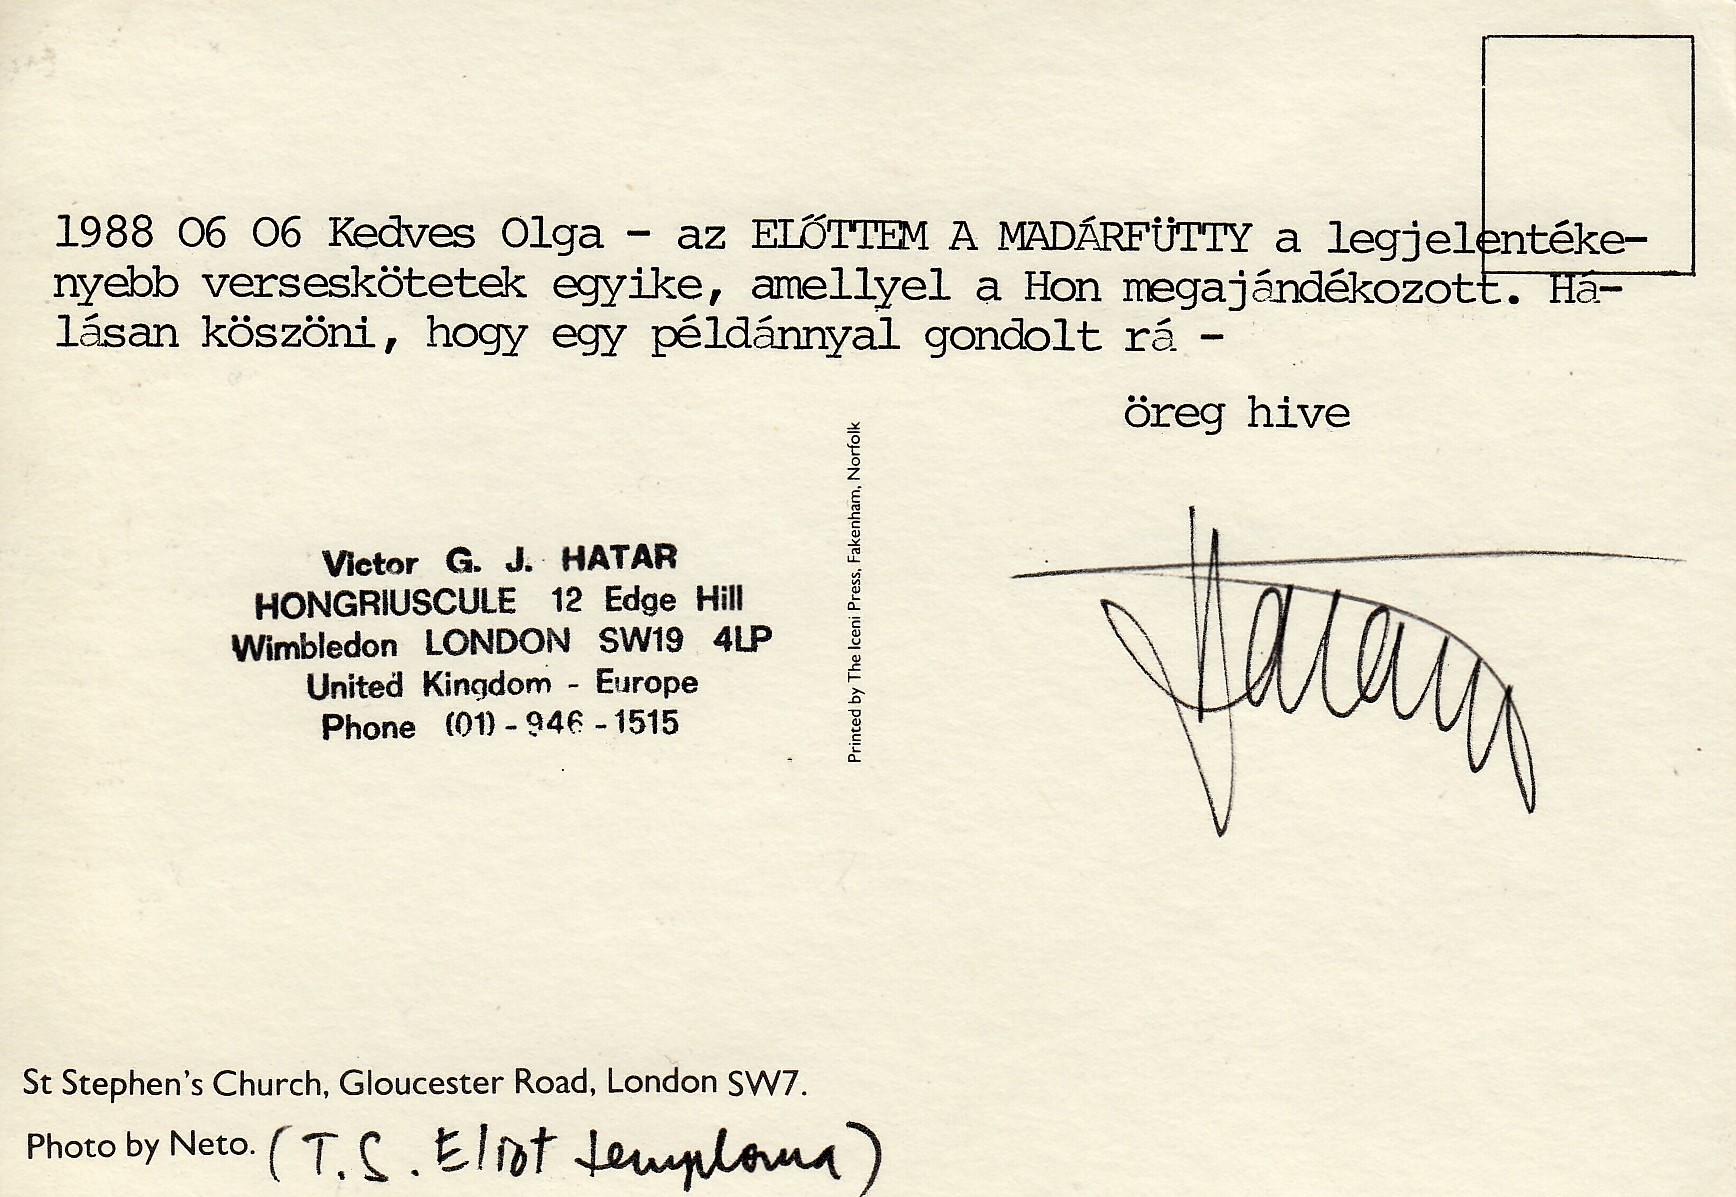 1988 06 06 Kedves Olga - az ELŐTTEM A MADÁRFÜTTY a legjelentéke-
nyebb verseskötetek egyike, amellyel a Hon megajándékozott. Há-
lásan köszöni, hogy egy példánnyal gondolt rá -
öreg hive
Victor G. J. HATAR
HONGRIUSCULE 12 Edge Hill
Wimbledon LONDON SW19 4LP
United Kingdom - Europe
Phone (01) - 946 - 1515
Printed by The Iceni Press, Fakenham, Norfolk
Hatar
St Stephen's Church, Gloucester Road, London SW7.
Photo by Neto. (T. S. Eliot temploma)